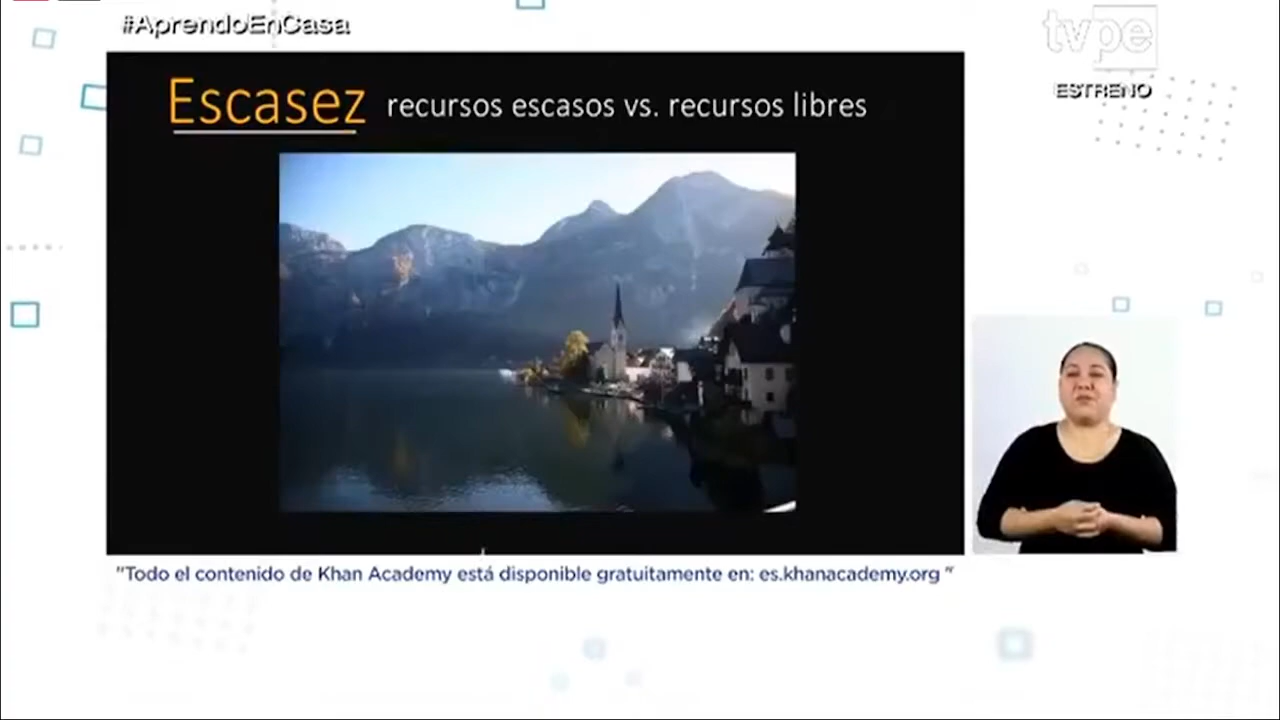 #AprendoEnCasa
tvpe
ESTRENO
Escasez recursos escasos vs. recursos libres
"Todo el contenido de Khan Academy está disponible gratuitamente en: es.khanacademy.org "